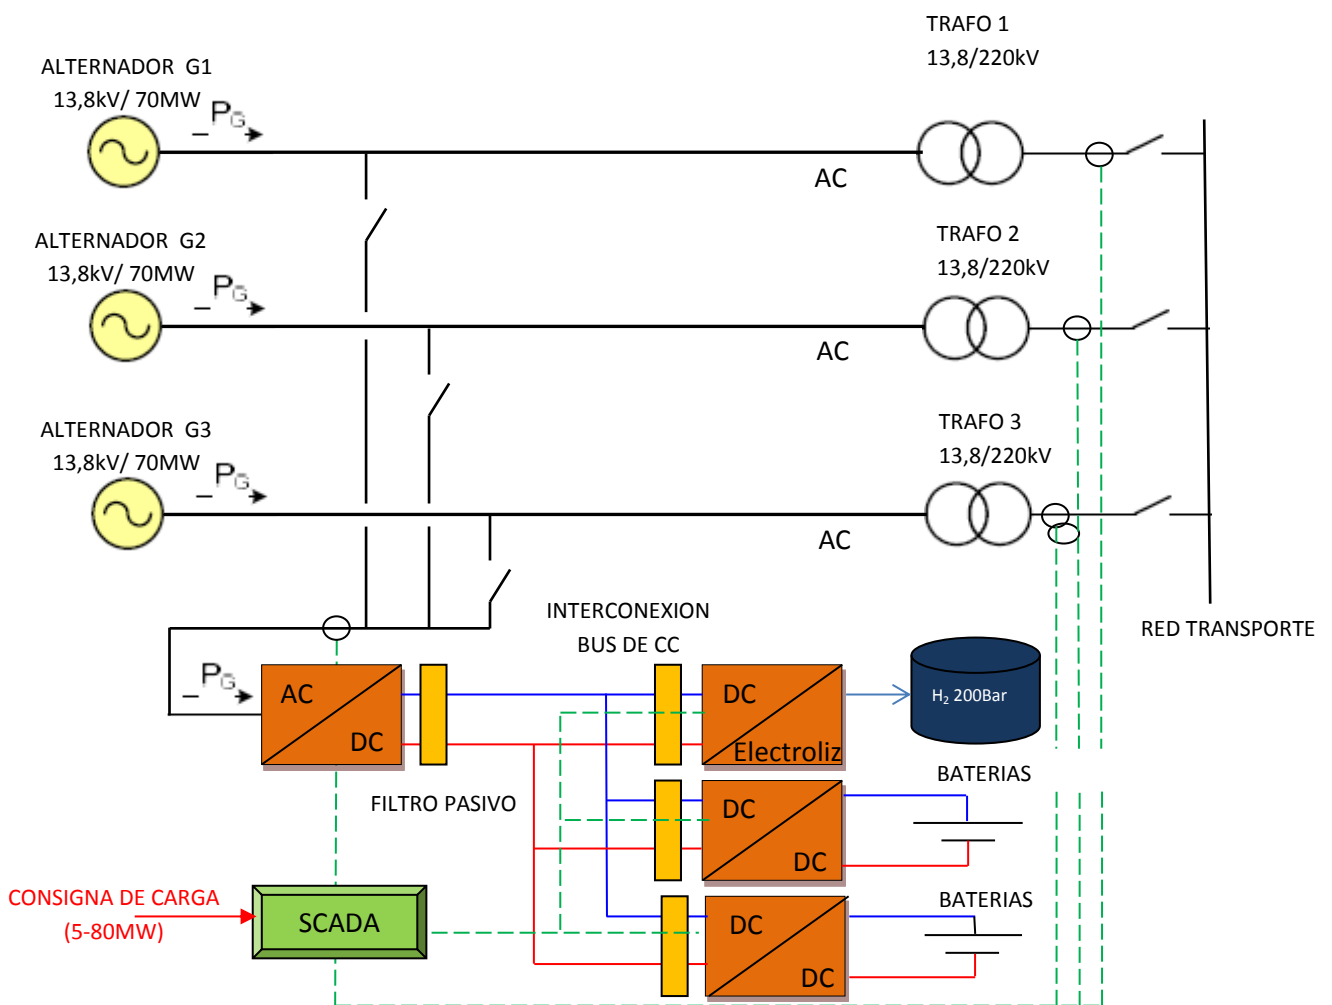 TRAFO 1
13,8/220kV
ALTERNADOR G1
13,8kV/ 70MW
PG
AC
ALTERNADOR G2
13,8kV/ 70MW
PG
TRAFO 2
13,8/220kV
AC
ALTERNADOR G3
13,8kV/ 70MW
PG
TRAFO 3
13,8/220kV
AC
INTERCONEXION
BUS DE CC
RED TRANSPORTE
PG
AC
DC
DC
Electroliz
H₂ 200Bar
FILTRO PASIVO
BATERIAS
DC
DC
CONSIGNA DE CARGA
(5-80MW)
SCADA
BATERIAS
DC
DC